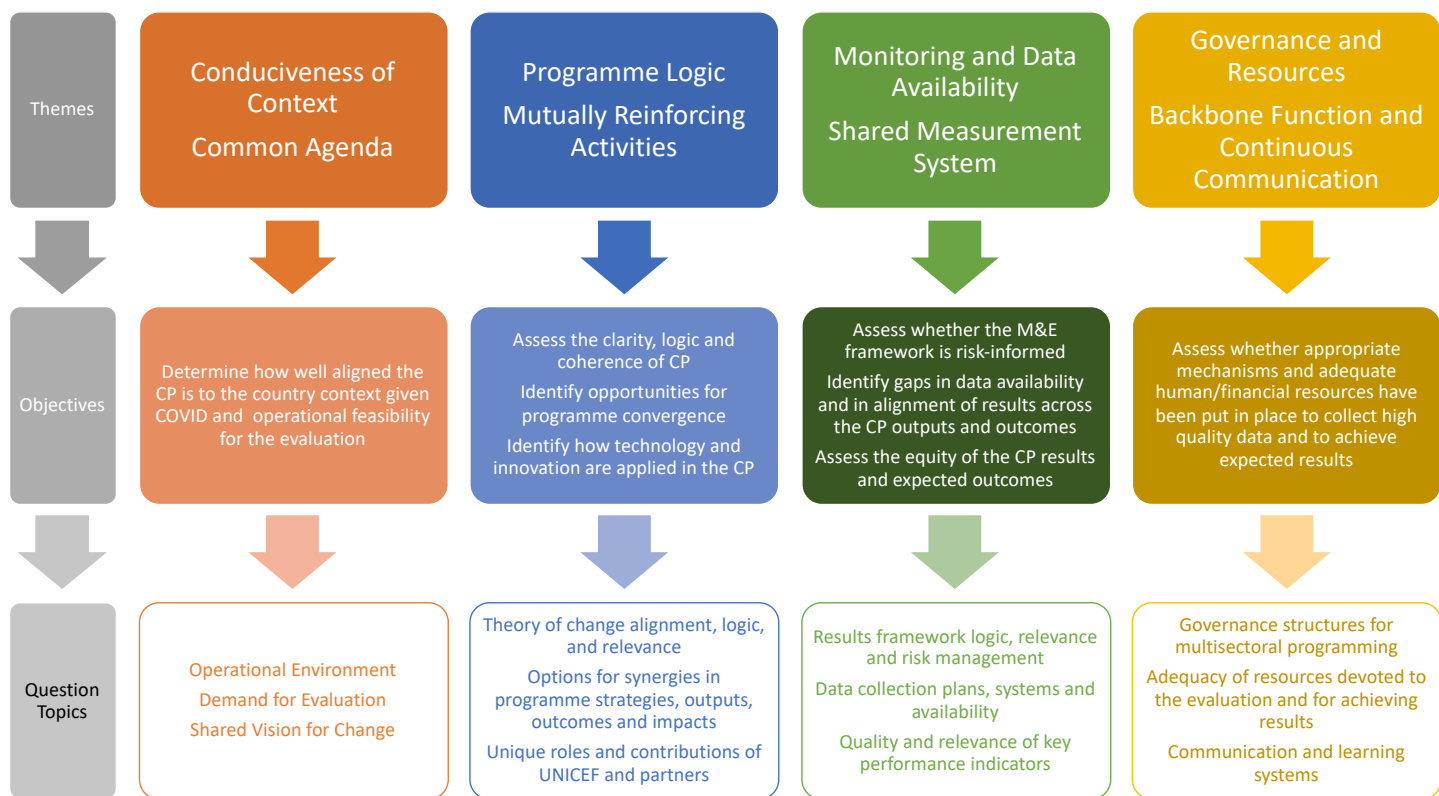 Themes
Conduciveness of
Context
Common Agenda
Programme Logic
Mutually Reinforcing
Activities
Monitoring and Data
Availability
Shared Measurement
System
Governance and
Resources
Backbone Function and
Continuous
Communication
Objectives
Determine how well aligned the
CP is to the country context given
COVID and operational feasibility
for the evaluation
Assess the clarity, logic and
coherence of CP
Identify opportunities for
programme convergence
Identify how technology and
innovation are applied in the CP
Assess whether the M&E
framework is risk-informed
Identify gaps in data availability
and in alignment of results across
the CP outputs and outcomes
Assess the equity of the CP results
and expected outcomes
Assess whether appropriate
mechanisms and adequate
human/financial resources have
been put in place to collect high
quality data and to achieve
expected results
Question
Topics
Operational Environment
Demand for Evaluation
Shared Vision for Change
Theory of change alignment, logic,
and relevance
Options for synergies in
programme strategies, outputs,
outcomes and impacts
Unique roles and contributions of
UNICEF and partners
Results framework logic, relevance
and risk management
Data collection plans, systems and
availability
Quality and relevance of key
performance indicators
Governance structures for
multisectoral programming
Adequacy of resources devoted to
the evaluation and for achieving
results
Communication and learning
systems